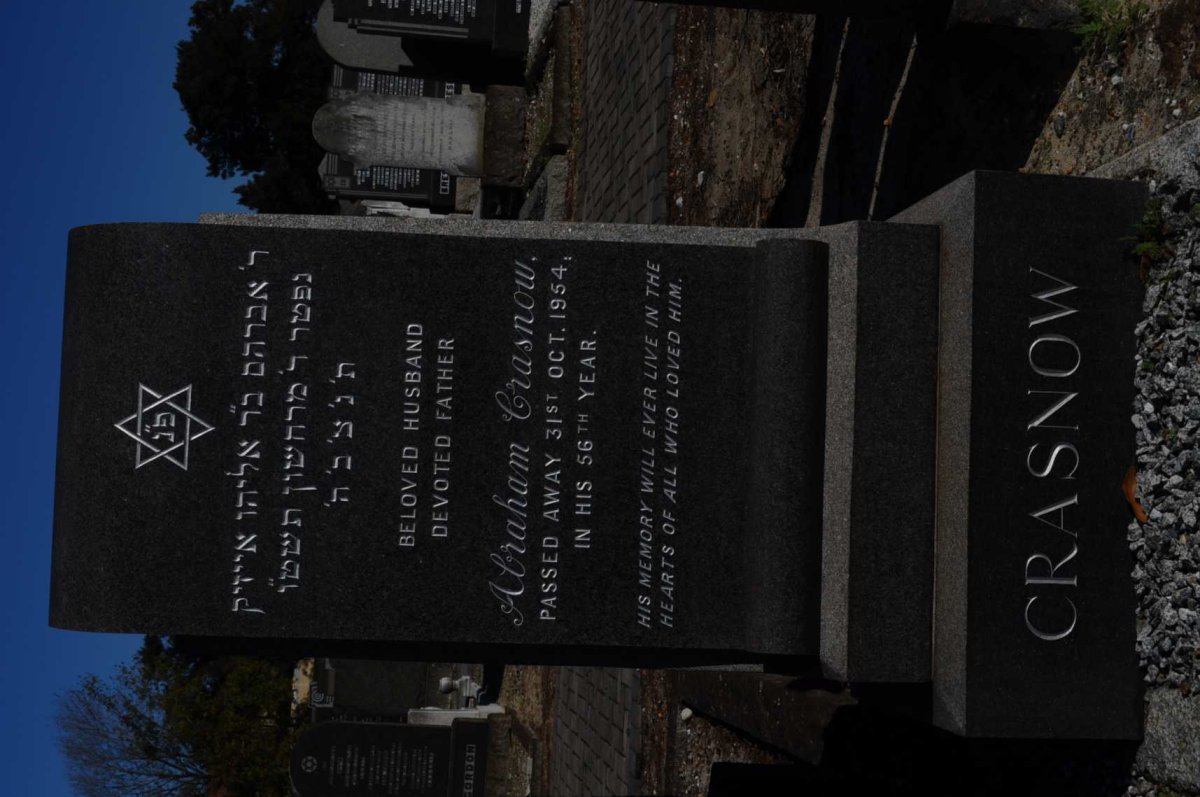 פ״נ
ר׳ אברהם ב״ר אליהו אייזיק
נפטר ד׳ מרחשון תשט״ו
ת׳ נ׳ צ׳ ב׳ ה׳
BELOVED HUSBAND
DEVOTED FATHER
Abraham Crasnow,
PASSED AWAY 31ST OCT. 1954,
IN HIS 56TH YEAR.
HIS MEMORY WILL EVER LIVE IN THE
HEARTS OF ALL WHO LOVED HIM.
CRASNOW